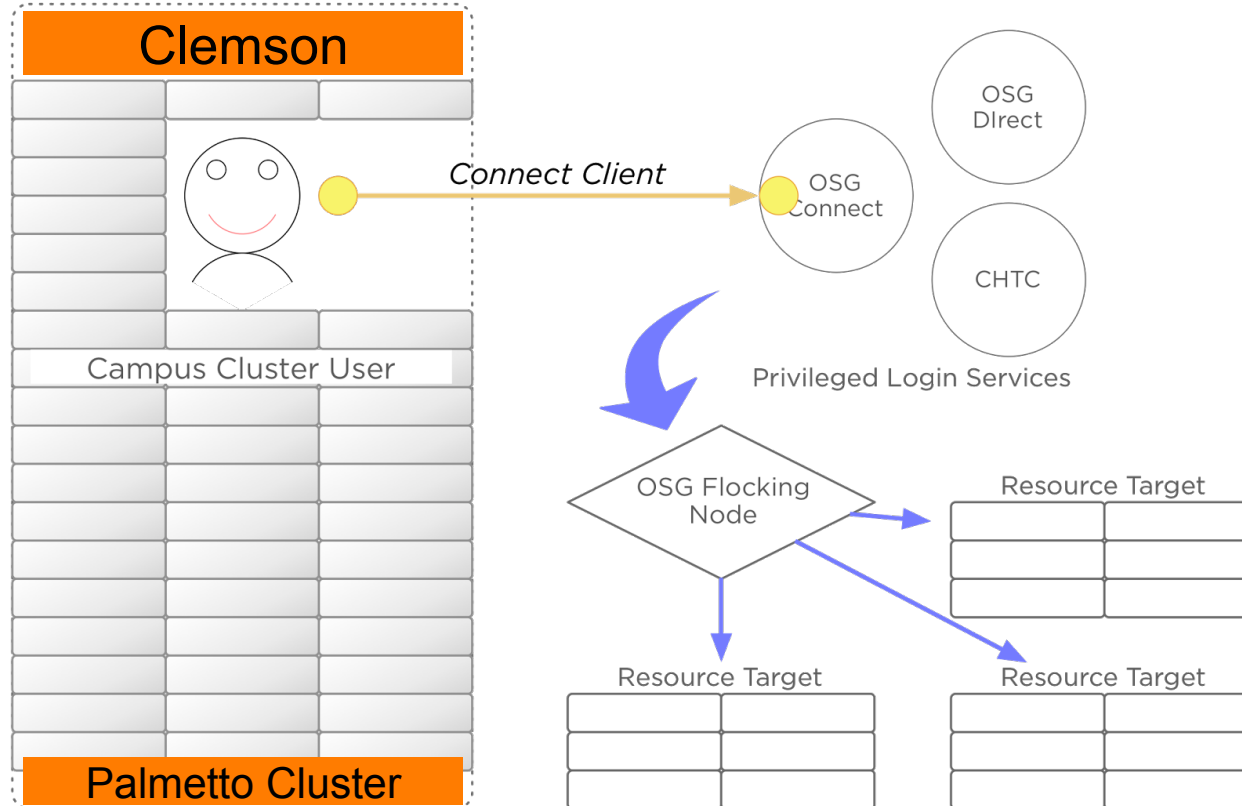 Clemson
OSG
DIrect
Connect Client
OSG
Connect
CHTC
Campus Cluster User
Privileged Login Services
OSG Flocking
Node
Resource Target
Resource Target
Resource Target
Palmetto Cluster